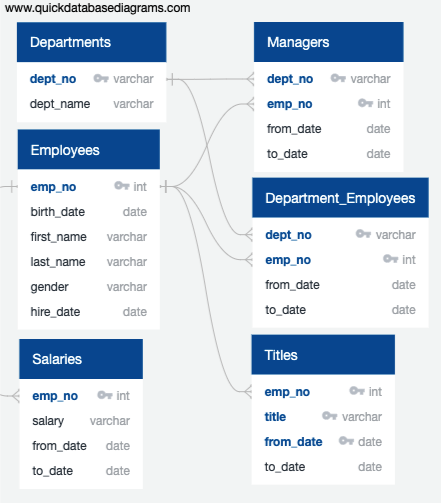 www.quickdatabasediagrams.com
Departments
dept_no varchar
dept_name varchar
Employees
emp_no int
birth_date date
first_name varchar
last_name varchar
gender varchar
hire_date date
Salaries
emp_no int
salary varchar
from_date date
to_date date
Managers
dept_no varchar
emp_no int
from_date date
to_date date
Department_Employees
dept_no varchar
emp_no int
from_date date
to_date date
Titles
emp_no int
title varchar
from_date date
to_date date